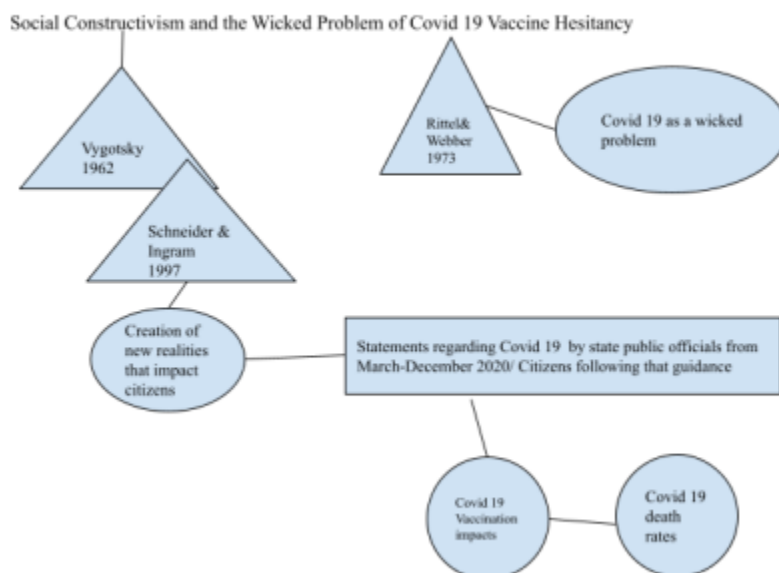 Social Constructivism and the Wicked Problem of Covid 19 Vaccine Hesitancy
Vygotsky
1962
Rittel&
Webber
1973
Covid 19 as a wicked
problem
Schneider &
Ingram
1997
Creation of
new realities
that impact
citizens
Statements regarding Covid 19 by state public officials from
March-December 2020/ Citizens following that guidance
Covid 19
Vaccination
impacts
Covid 19
death
rates